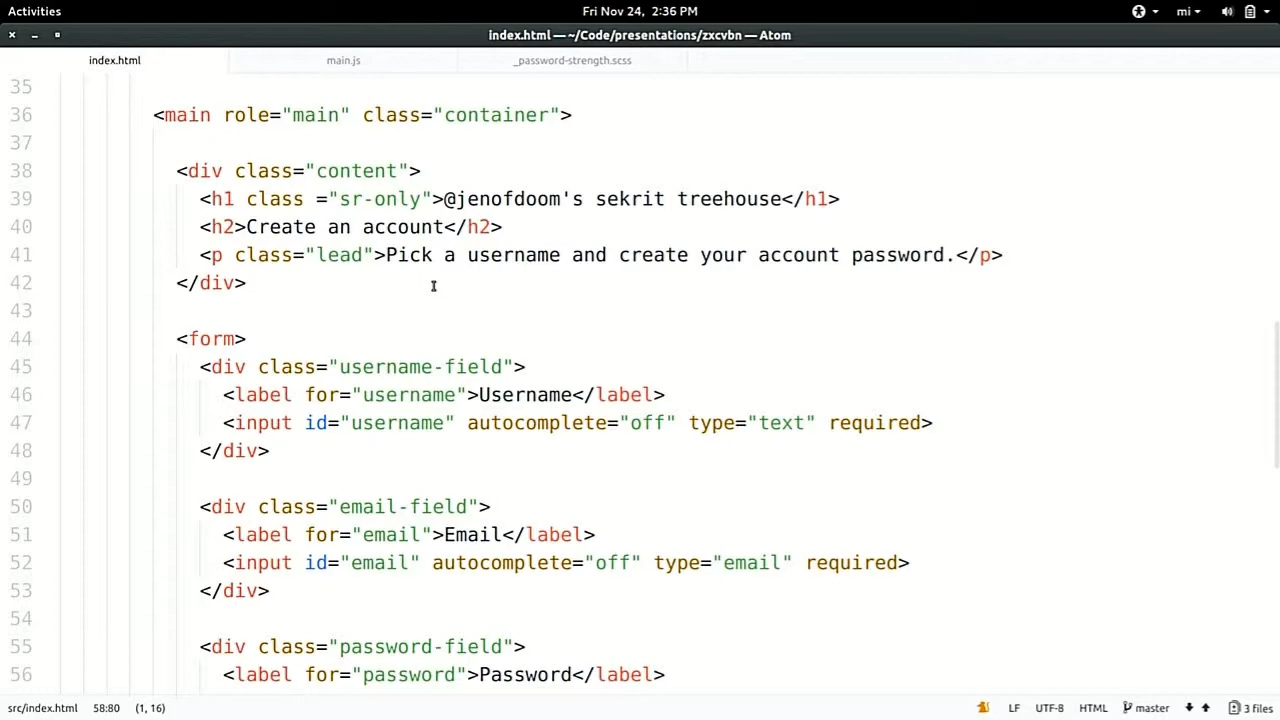 Activities
Fri Nov 24, 2:36 PM
mi
index.html — ~/Code/presentations/zxcvbn — Atom
index.html
main.js
_password-strength.scss
35
36 <main role="main" class="container">
37
38 <div class="content">
39 <h1 class ="sr-only">@jenofdoom's sekrit treehouse</h1>
40 <h2>Create an account</h2>
41 <p class="lead">Pick a username and create your account password.</p>
42 </div>
43
44 <form>
45 <div class="username-field">
46 <label for="username">Username</label>
47 <input id="username" autocomplete="off" type="text" required>
48 </div>
49
50 <div class="email-field">
51 <label for="email">Email</label>
52 <input id="email" autocomplete="off" type="email" required>
53 </div>
54
55 <div class="password-field">
56 <label for="password">Password</label>
src/index.html 58:80 (1, 16) LF UTF-8 HTML master 3 files